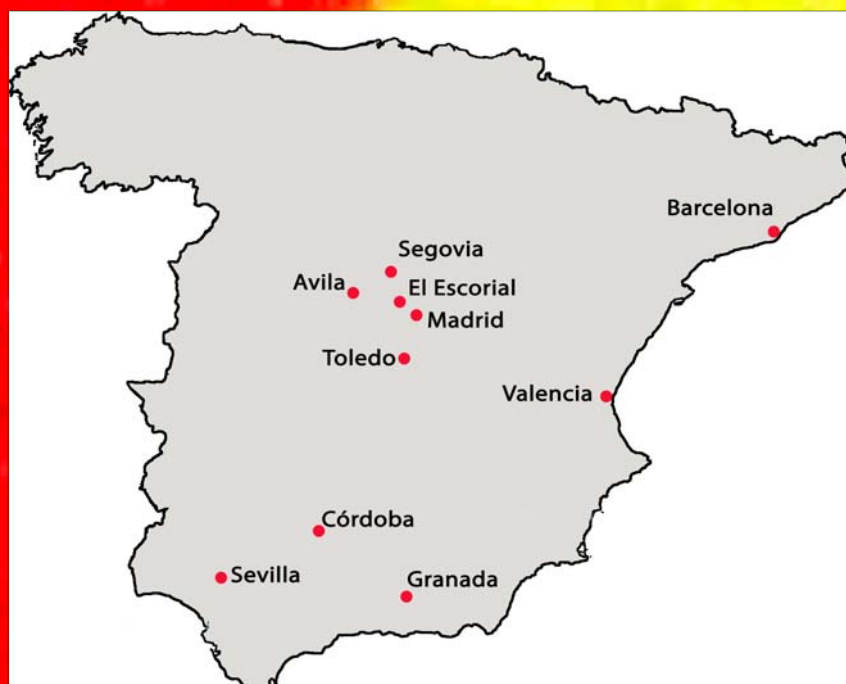 Barcelona
Segovia
Avila
El Escorial
Madrid
Toledo
Valencia
Córdoba
Sevilla
Granada